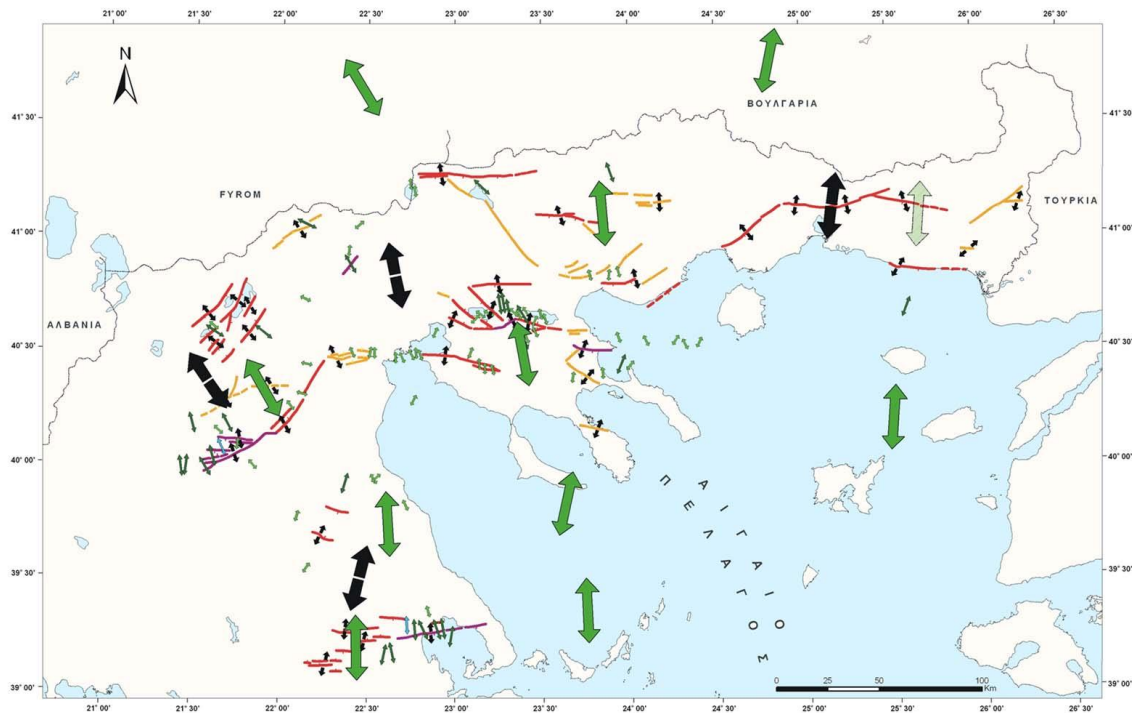 21° 00' 21° 30' 22° 00' 22° 30' 23° 00' 23° 30' 24° 00' 24° 30' 25° 00' 25° 30' 26° 00' 26° 30'
N
ΒΟΥΛΓΑΡΙΑ
41° 30' 41° 30'
FYROM
ΤΟΥΡΚΙΑ
41° 00' 41° 00'
ΑΛΒΑΝΙΑ
40° 30' 40° 30'
40° 00' 40° 00'
ΑΙΓΑΙΟ
ΠΕΛΑΓΟΣ
39° 30' 39° 30'
39° 00' 39° 00'
0 25 50 100
Km
21° 00' 21° 30' 22° 00' 22° 30' 23° 00' 23° 30' 24° 00' 24° 30' 25° 00' 25° 30' 26° 00' 26° 30'